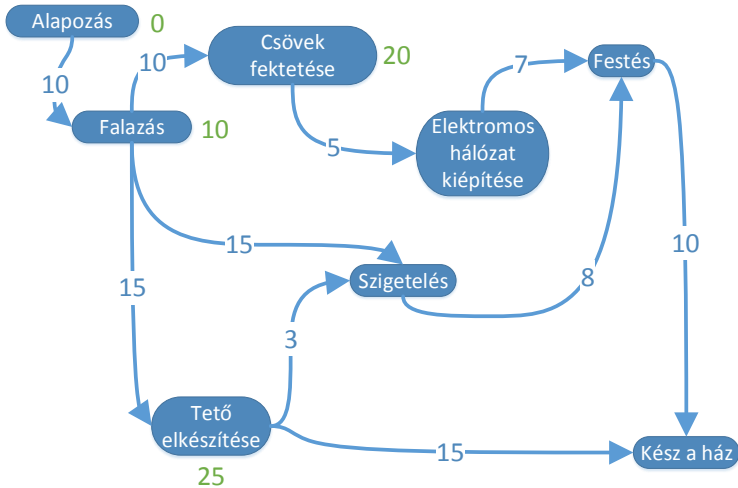 Alapozás
0
10
Falazás
10
10
Csövek
fektetése
20
5
Elektromos
hálózat
kiépítése
7
Festés
10
15
Szigetelés
8
15
3
Tető
elkészítése
25
15
Kész a ház